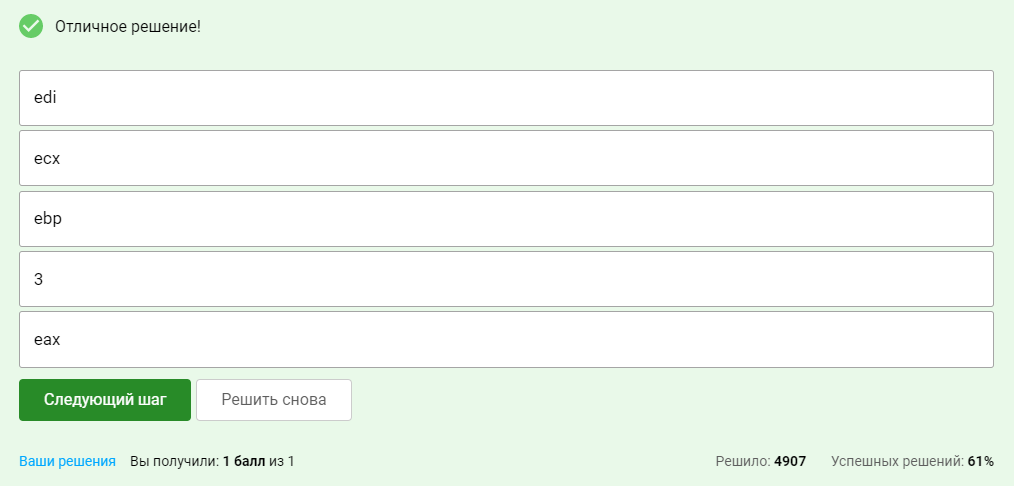 Отличное решение!
edi
ecx
ebp
3
eax
Следующий шаг Решить снова
Ваши решения Вы получили: 1 балл из 1 Решило: 4907 Успешных решений: 61%